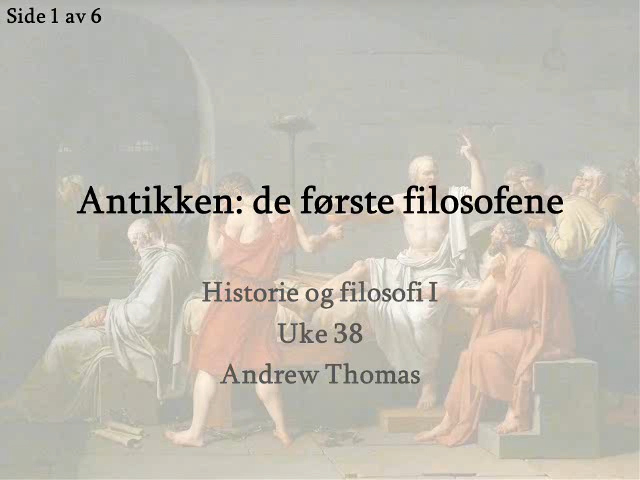 Side 1 av 6
Antikken: de første filosofene
Historie og filosofi I
Uke 38
Andrew Thomas